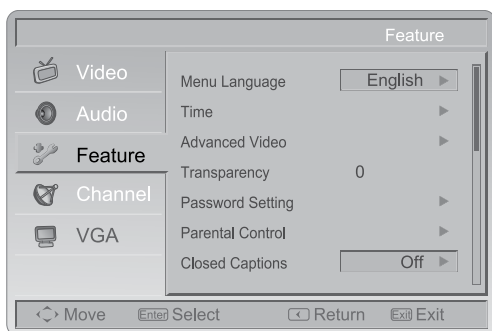 Feature
Video
Audio
Feature
Channel
VGA
Menu Language English
Time
Advanced Video
Transparency 0
Password Setting
Parental Control
Closed Captions Off
Move Enter Select Return Exit Exit